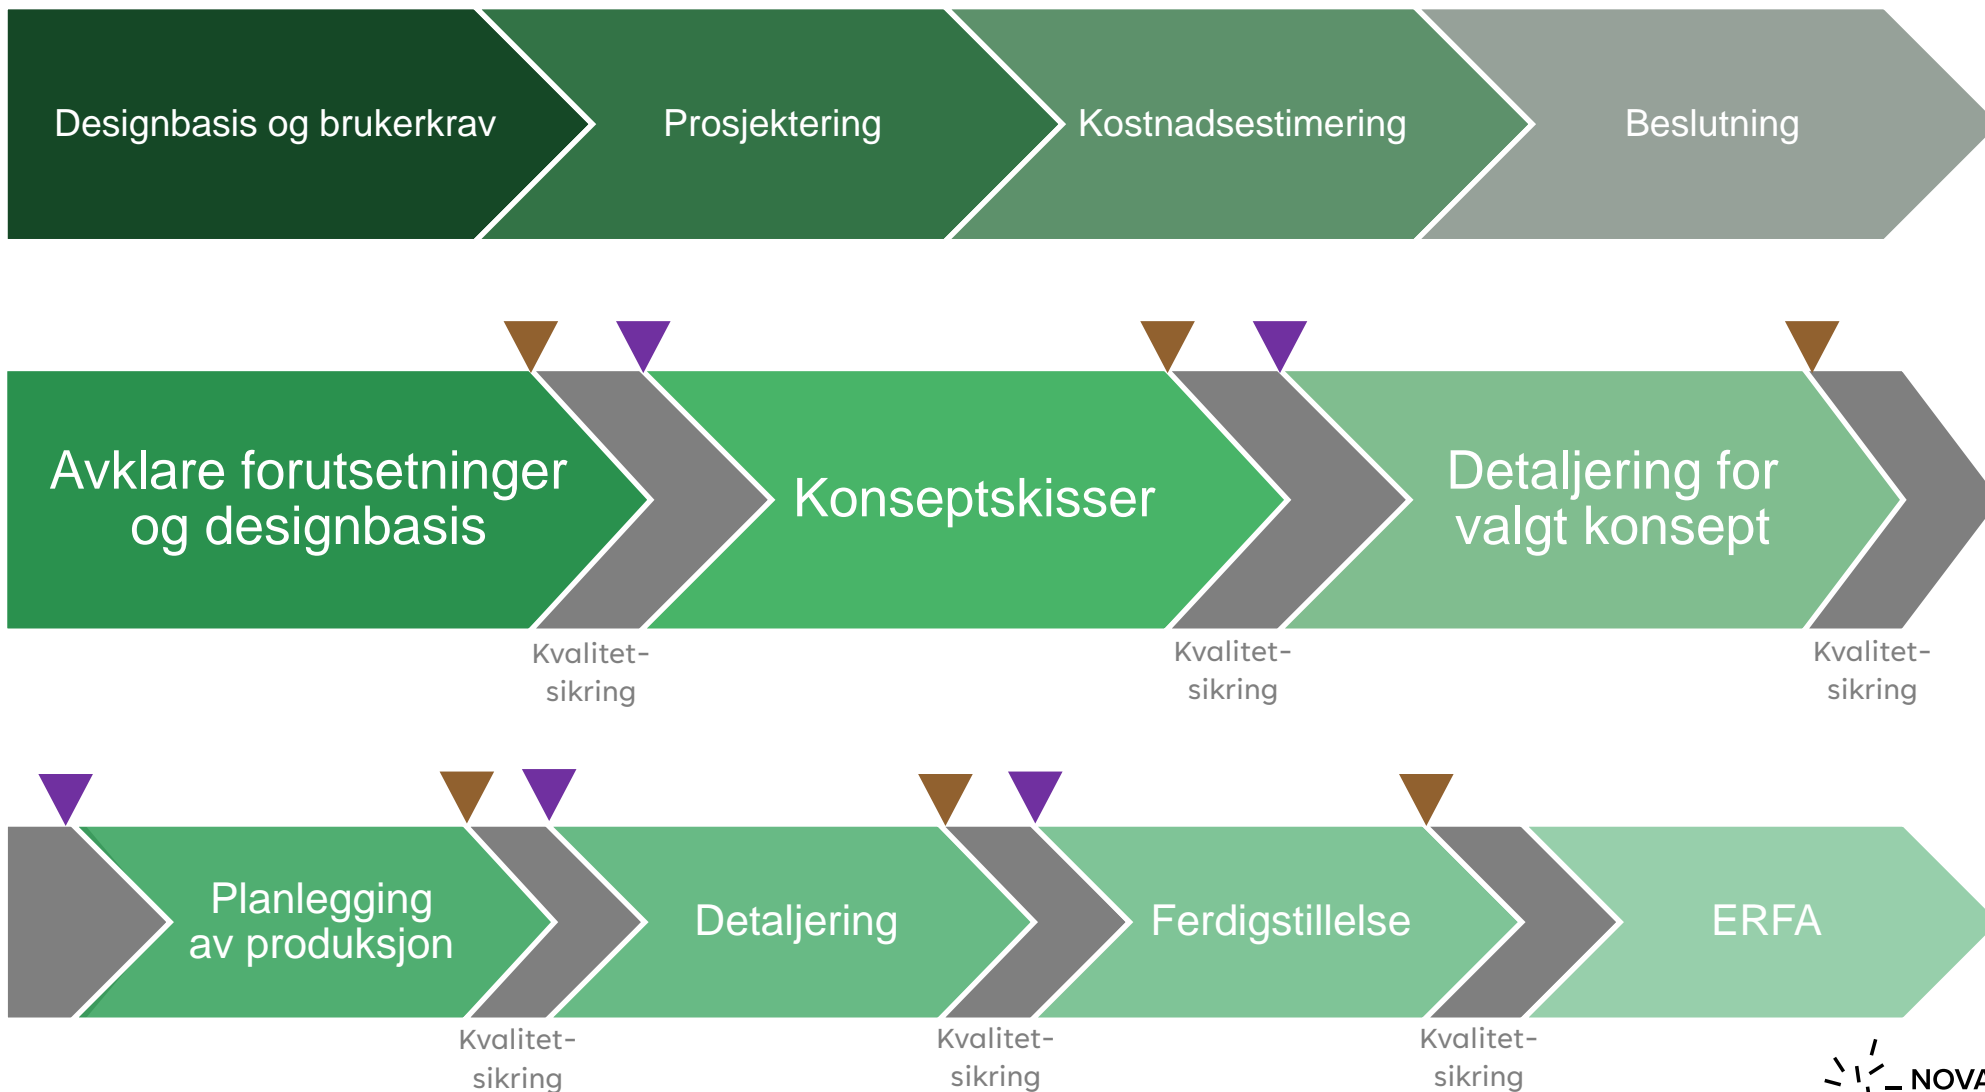 Designbasis og brukerkrav
Prosjektering
Kostnadsestimering
Beslutning
Avklare forutsetninger
og designbasis
Konseptskisser
Detaljering for
valgt konsept
Kvalitet-
sikring
Kvalitet-
sikring
Kvalitet-
sikring
Planlegging
av produksjon
Detaljering
Ferdigstillelse
ERFA
Kvalitet-
sikring
Kvalitet-
sikring
Kvalitet-
sikring